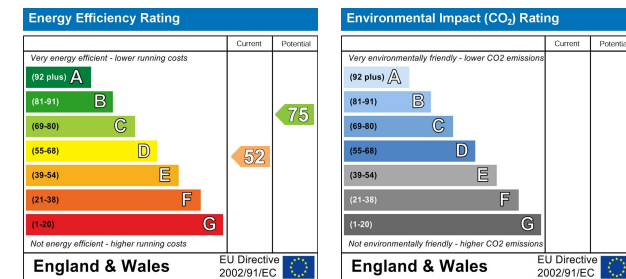 Energy Efficiency Rating
Current Potential
Very energy efficient - lower running costs
(92 plus) A
(81-91) B
(69-80) C
75
(55-68) D
52
(39-54) E
(21-38) F
(1-20) G
Not energy efficient - higher running costs
England & Wales
EU Directive
2002/91/EC
Environmental Impact (CO2) Rating
Current Potential
Very environmentally friendly - lower CO2 emissions
(92 plus) A
(81-91) B
(69-80) C
(55-68) D
(39-54) E
(21-38) F
(1-20) G
Not environmentally friendly - higher CO2 emissions
England & Wales
EU Directive
2002/91/EC